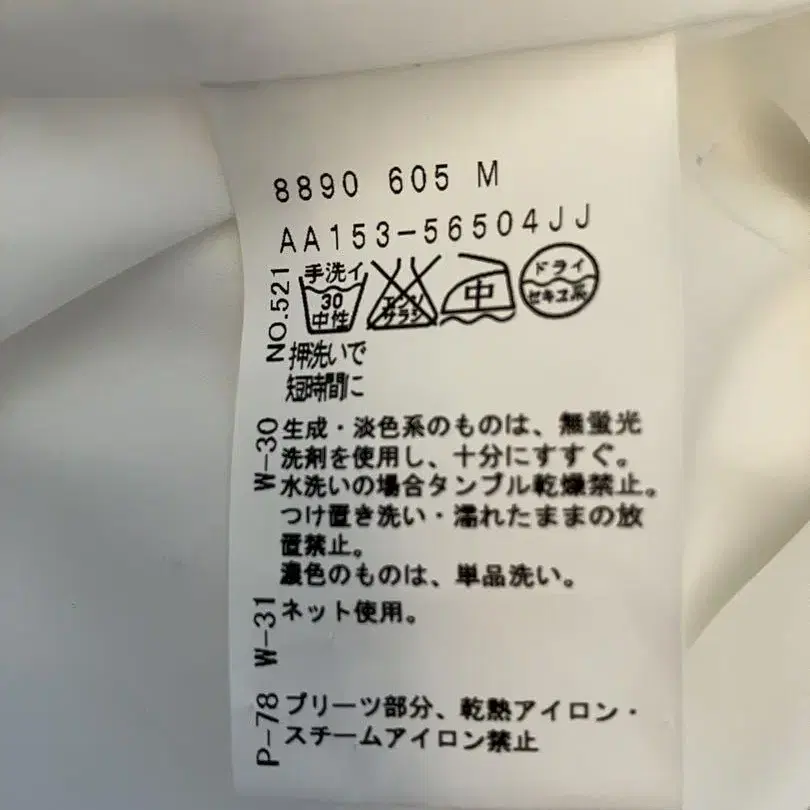 8890 605 M
AA153-56504JJ
NO.521
手洗イ
30
中性
エンソ
サラシ
中
ドライ
セキユ系
押洗いで
短時間に
W-30
生成・淡色系のものは、無蛍光
洗剤を使用し、十分にすすぐ。
水洗いの場合タンブル乾燥禁止。
つけ置き洗い・濡れたままの放
置禁止。
濃色のものは、単品洗い。
W-31
ネット使用。
P-78
プリーツ部分、乾熱アイロン・
スチームアイロン禁止